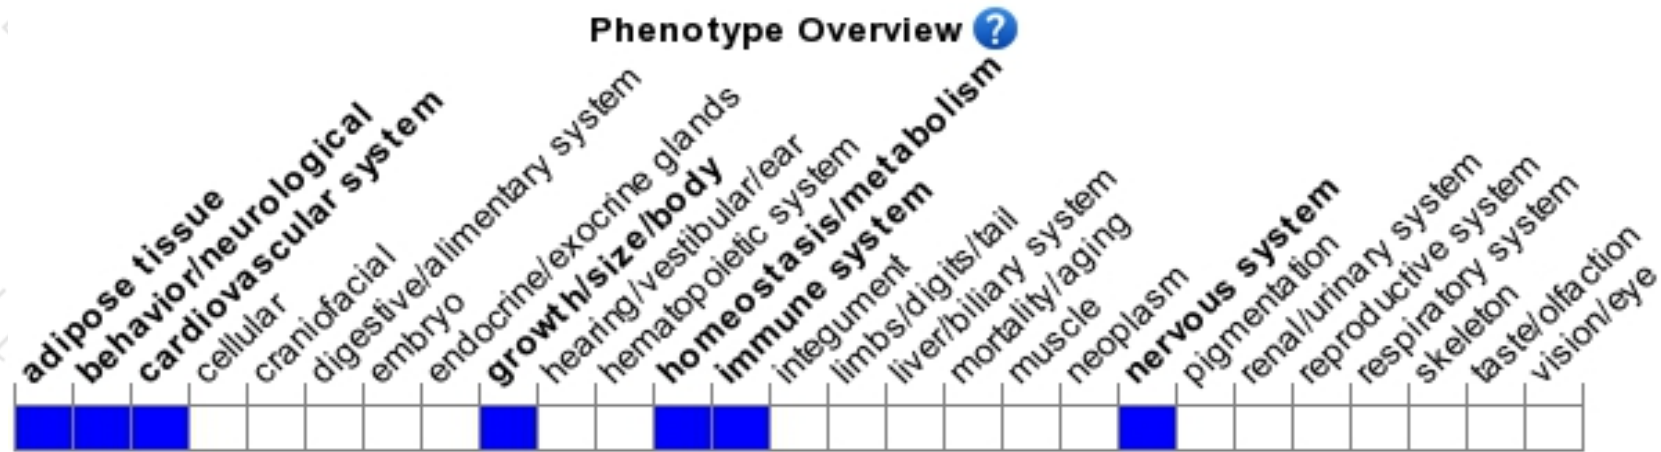 Phenotype Overview ?
adipose tissue
behavior/neurological
cardiovascular system
cellular
craniofacial
digestive/alimentary system
embryo
endocrine/exocrine glands
growth/size/body
hearing/vestibular/ear
hematopoietic system
homeostasis/metabolism
immune system
integument
limbs/digits/tail
liver/biliary system
mortality/aging
muscle
neoplasm
nervous system
pigmentation
renal/urinary system
reproductive system
respiratory system
skeleton
taste/olfaction
vision/eye